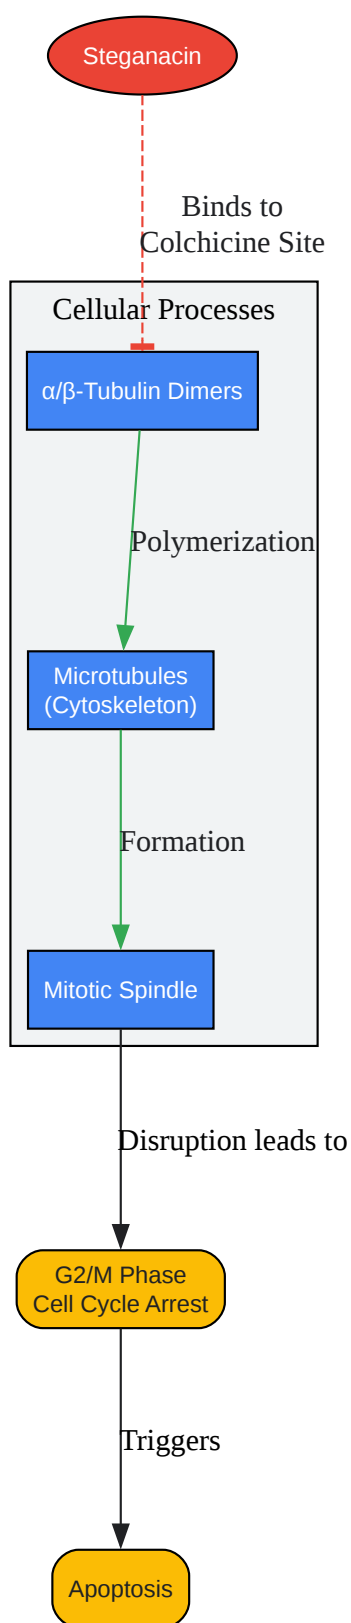 Steganacin
Binds to
Colchicine Site
Cellular Processes
α/β-Tubulin Dimers
Polymerization
Microtubules
(Cytoskeleton)
Formation
Mitotic Spindle
Disruption leads to
G2/M Phase
Cell Cycle Arrest
Triggers
Apoptosis